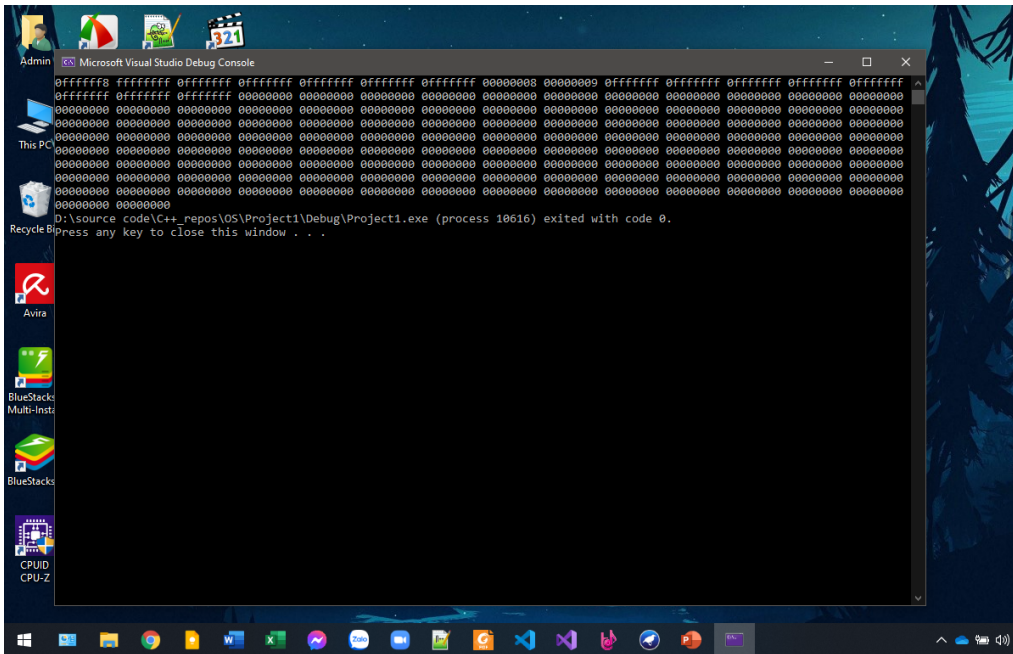 Admin
321
Microsoft Visual Studio Debug Console
0ffffff8 ffffffff 0fffffff 0fffffff 0fffffff 0fffffff 0fffffff 00000008 00000009 0fffffff 0fffffff 0fffffff 0fffffff 0fffffff
0fffffff 0fffffff 0fffffff 00000000 00000000 00000000 00000000 00000000 00000000 00000000 00000000 00000000 00000000 00000000
00000000 00000000 00000000 00000000 00000000 00000000 00000000 00000000 00000000 00000000 00000000 00000000 00000000 00000000
00000000 00000000 00000000 00000000 00000000 00000000 00000000 00000000 00000000 00000000 00000000 00000000 00000000 00000000
00000000 00000000 00000000 00000000 00000000 00000000 00000000 00000000 00000000 00000000 00000000 00000000 00000000 00000000
00000000 00000000 00000000 00000000 00000000 00000000 00000000 00000000 00000000 00000000 00000000 00000000 00000000 00000000
00000000 00000000 00000000 00000000 00000000 00000000 00000000 00000000 00000000 00000000 00000000 00000000 00000000 00000000
00000000 00000000 00000000 00000000 00000000 00000000 00000000 00000000 00000000 00000000 00000000 00000000 00000000 00000000
00000000 00000000 00000000 00000000 00000000 00000000 00000000 00000000 00000000 00000000 00000000 00000000 00000000 00000000
00000000 00000000
D:\source code\C++_repos\OS\Project1\Debug\Project1.exe (process 10616) exited with code 0.
Press any key to close this window . . .
This PC
Recycle Bi
Avira
BlueStacks
Multi-Insta
BlueStacks
CPUID
CPU-Z
Zalo